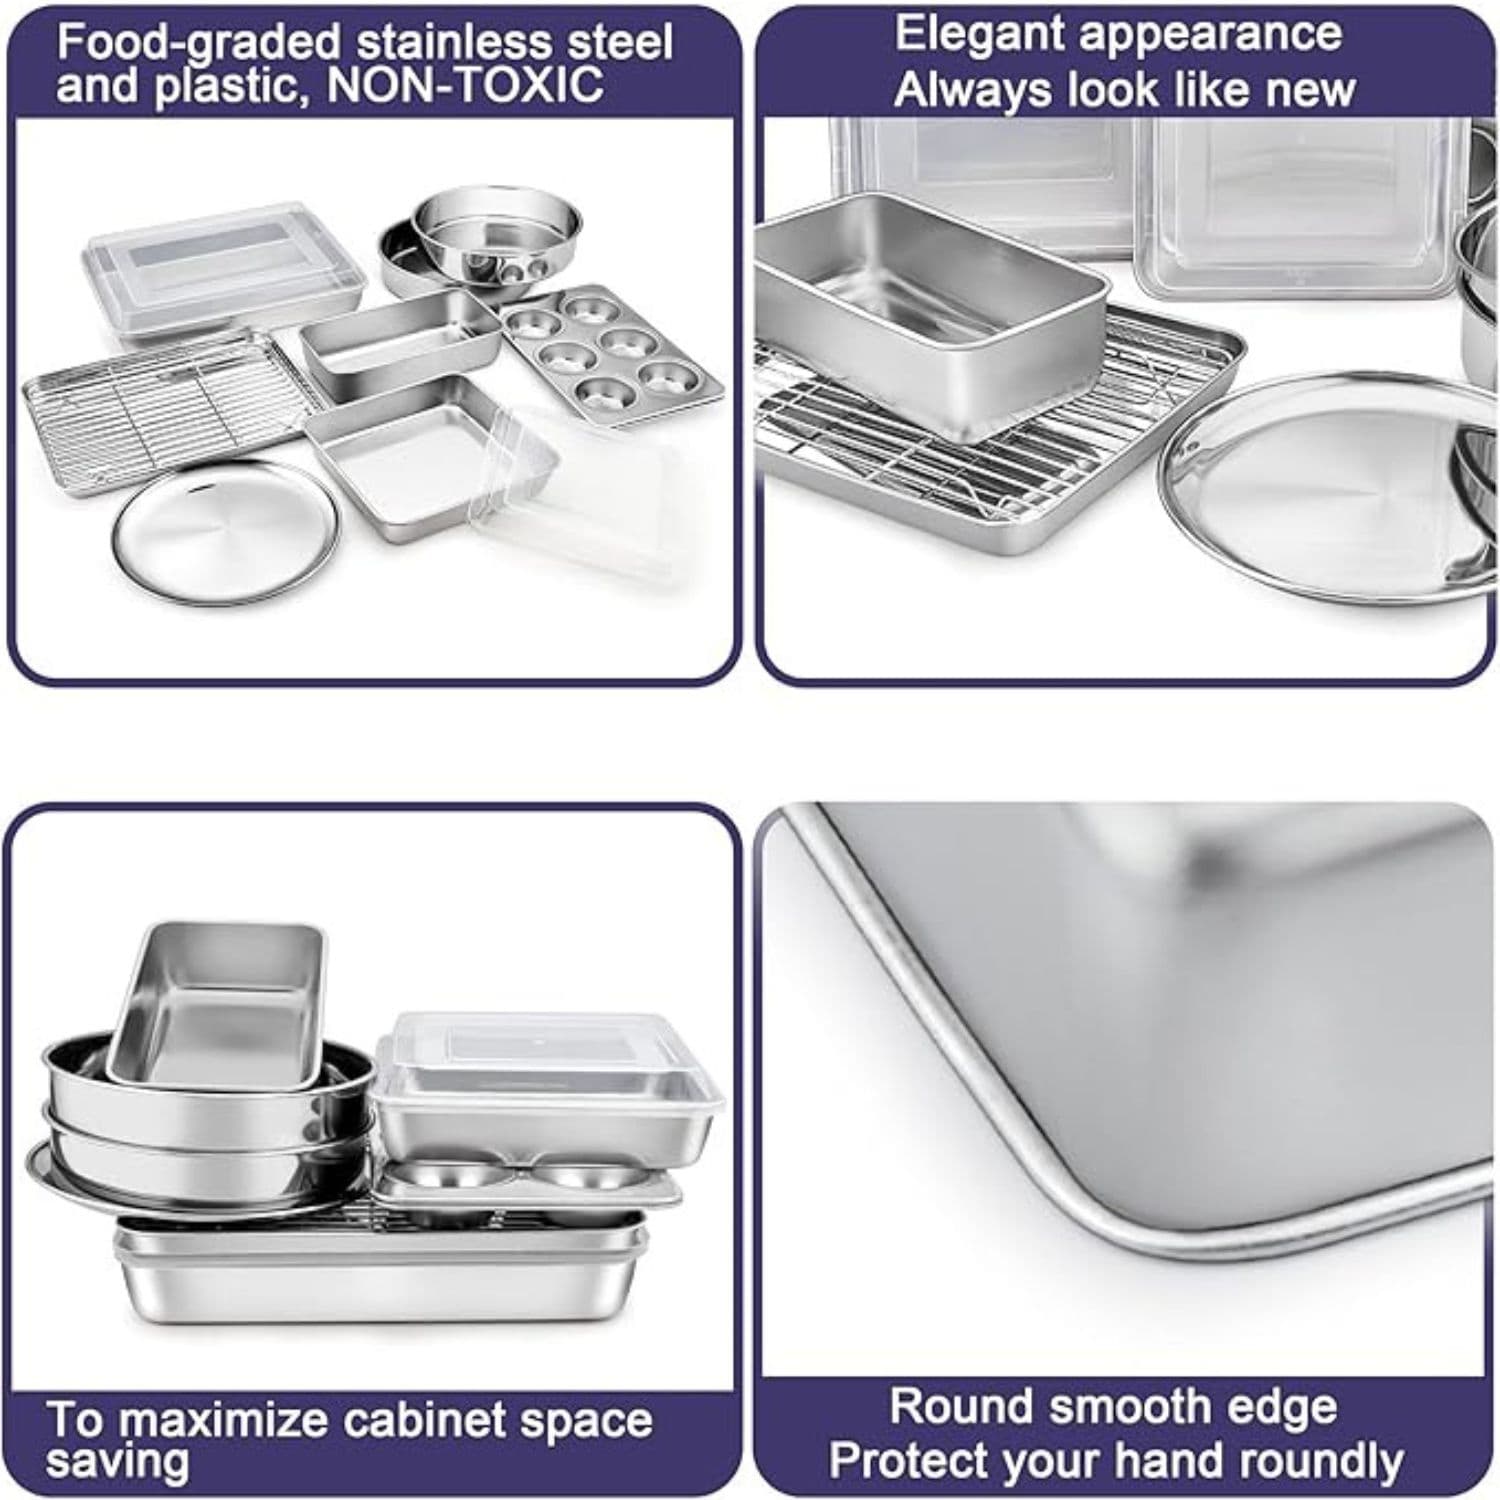 Food-graded stainless steel
and plastic, NON-TOXIC
Elegant appearance
Always look like new
To maximize cabinet space
saving
Round smooth edge
Protect your hand roundly